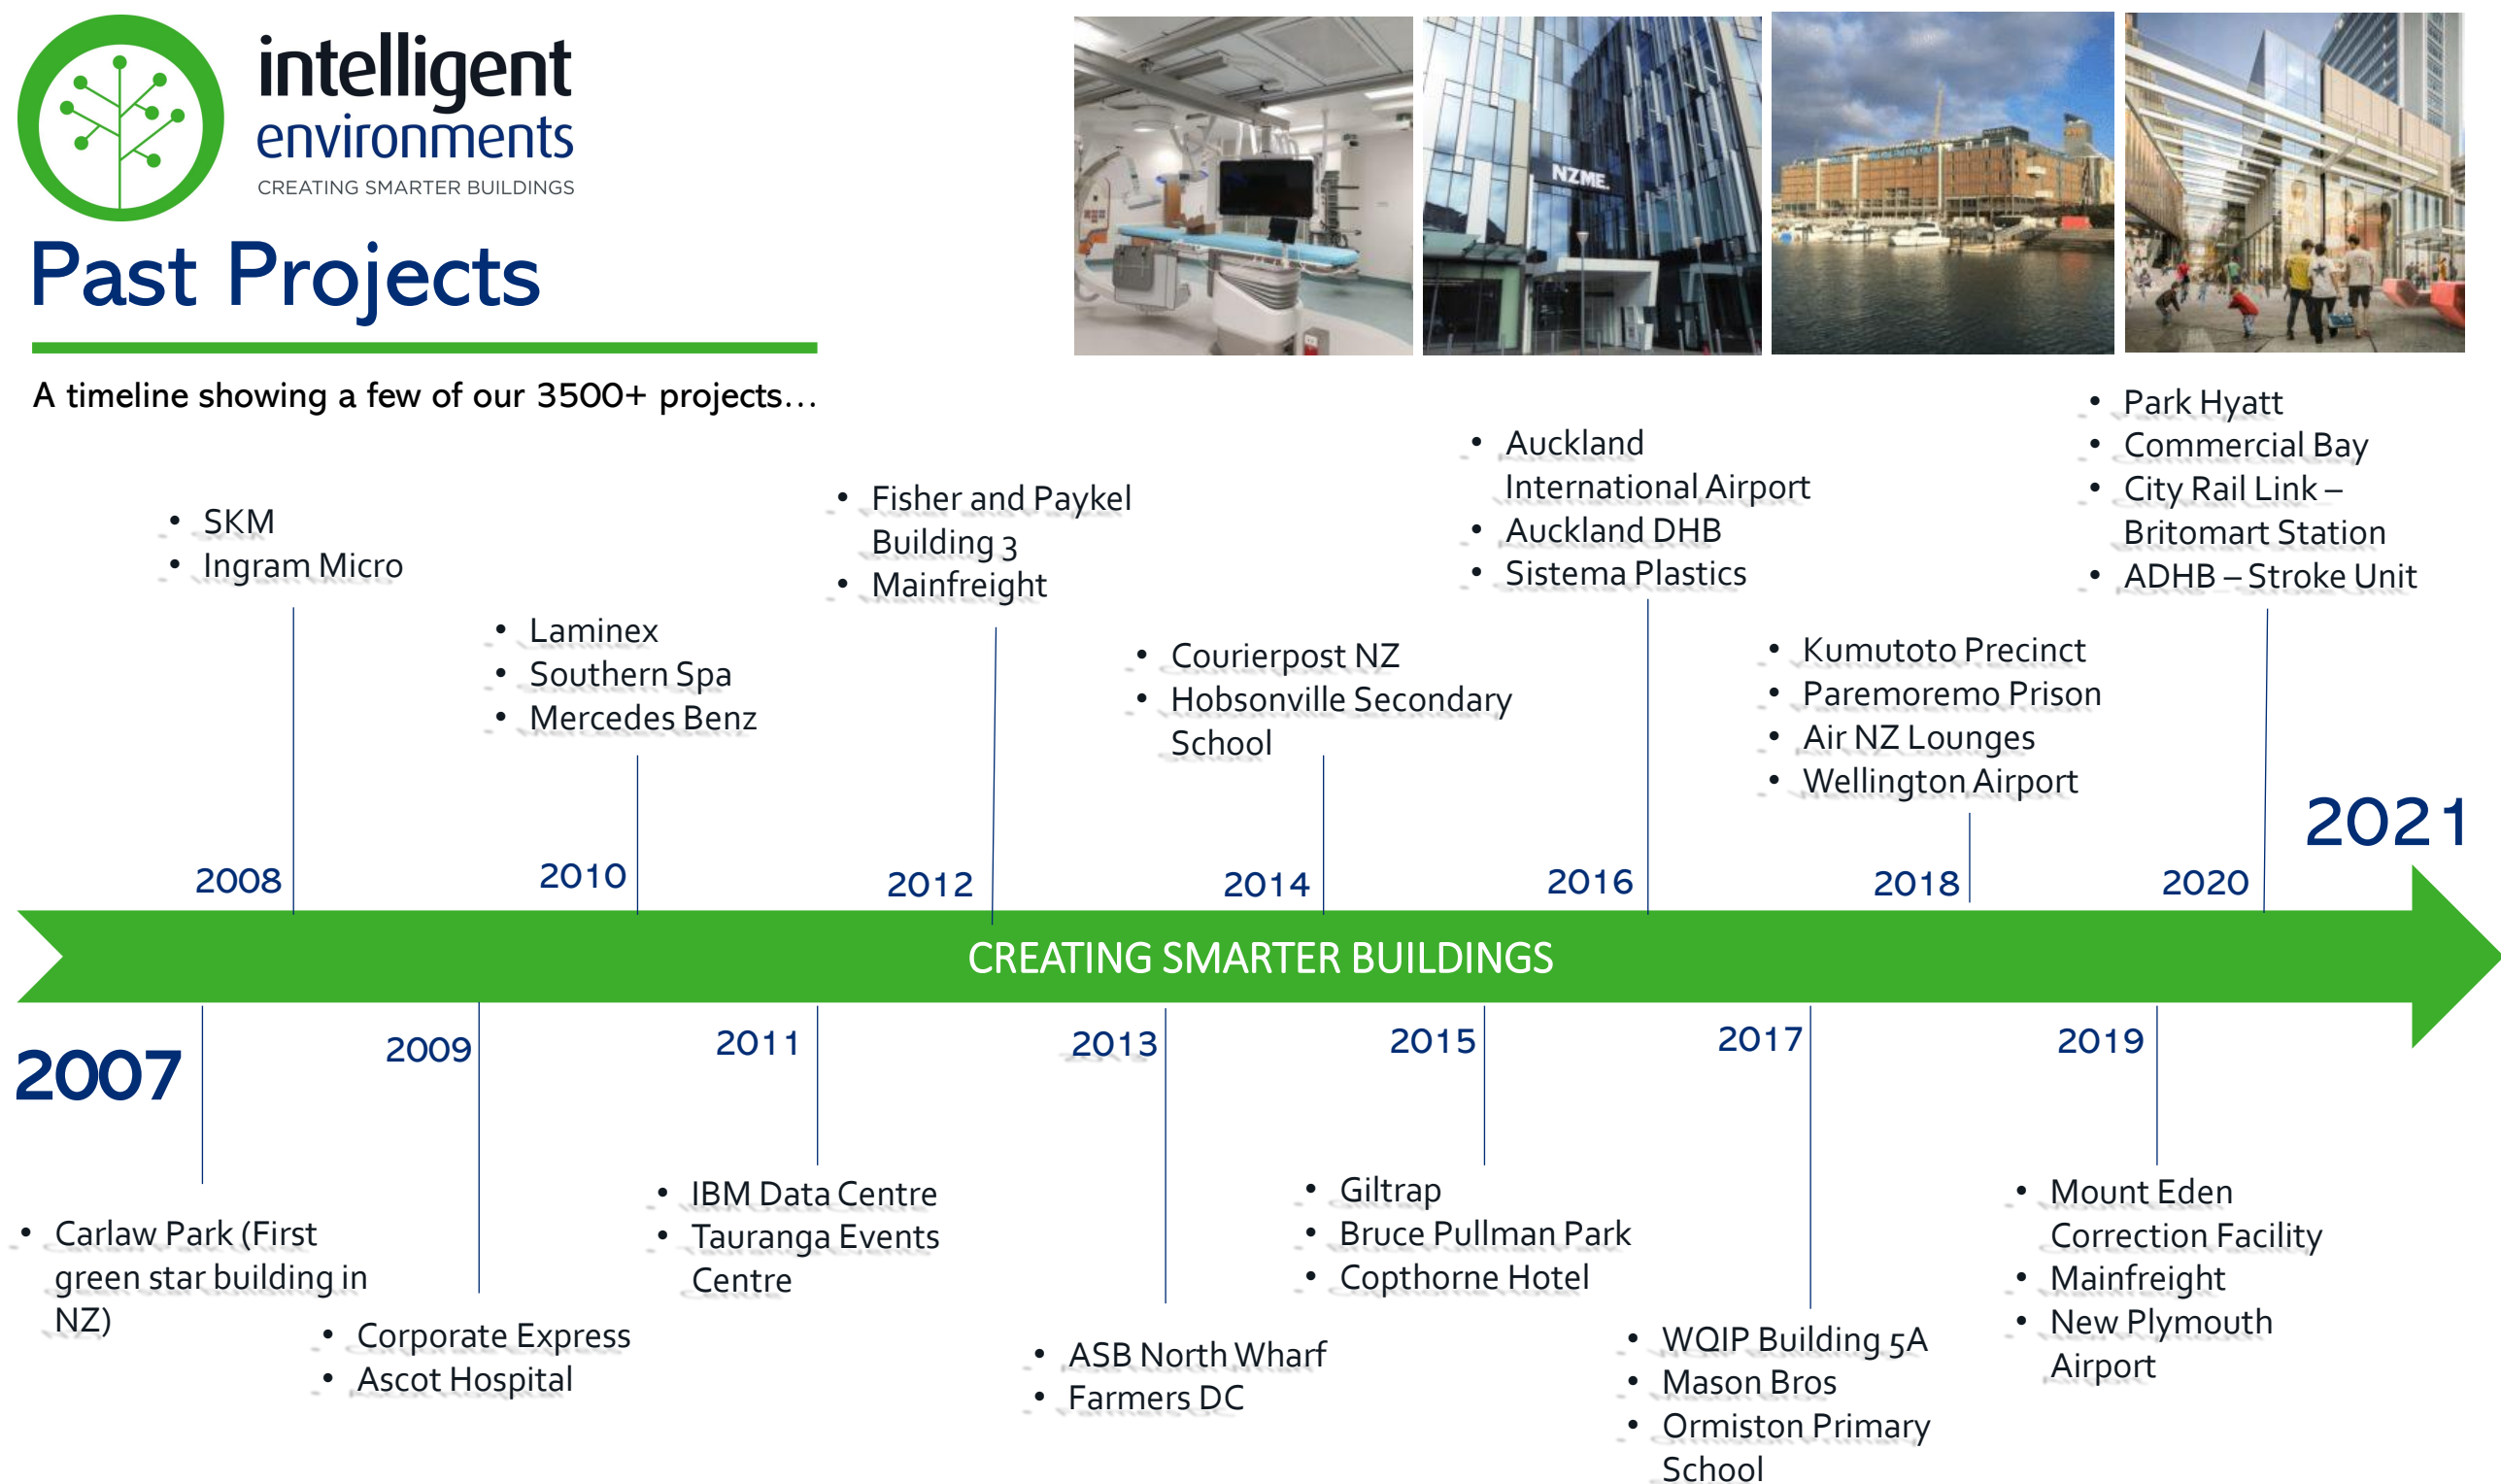 intelligent
environments
CREATING SMARTER BUILDINGS
Past Projects
A timeline showing a few of our 3500+ projects...
NZME.
• SKM
• Ingram Micro
2008
• Laminex
• Southern Spa
• Mercedes Benz
2010
• Fisher and Paykel
Building 3
• Mainfreight
2012
• Courierpost NZ
• Hobsonville Secondary
School
2014
• Auckland
International Airport
• Auckland DHB
• Sistema Plastics
2016
• Kumutoto Precinct
• Paremoremo Prison
• Air NZ Lounges
• Wellington Airport
2018
• Park Hyatt
• Commercial Bay
• City Rail Link –
Britomart Station
• ADHB – Stroke Unit
2020
2021
CREATING SMARTER BUILDINGS
2007
• Carlaw Park (First
green star building in
NZ)
2009
• Corporate Express
• Ascot Hospital
2011
• IBM Data Centre
• Tauranga Events
Centre
2013
• ASB North Wharf
• Farmers DC
2015
• Giltrap
• Bruce Pullman Park
• Copthorne Hotel
2017
• WQIP Building 5A
• Mason Bros
• Ormiston Primary
School
2019
• Mount Eden
Correction Facility
• Mainfreight
• New Plymouth
Airport